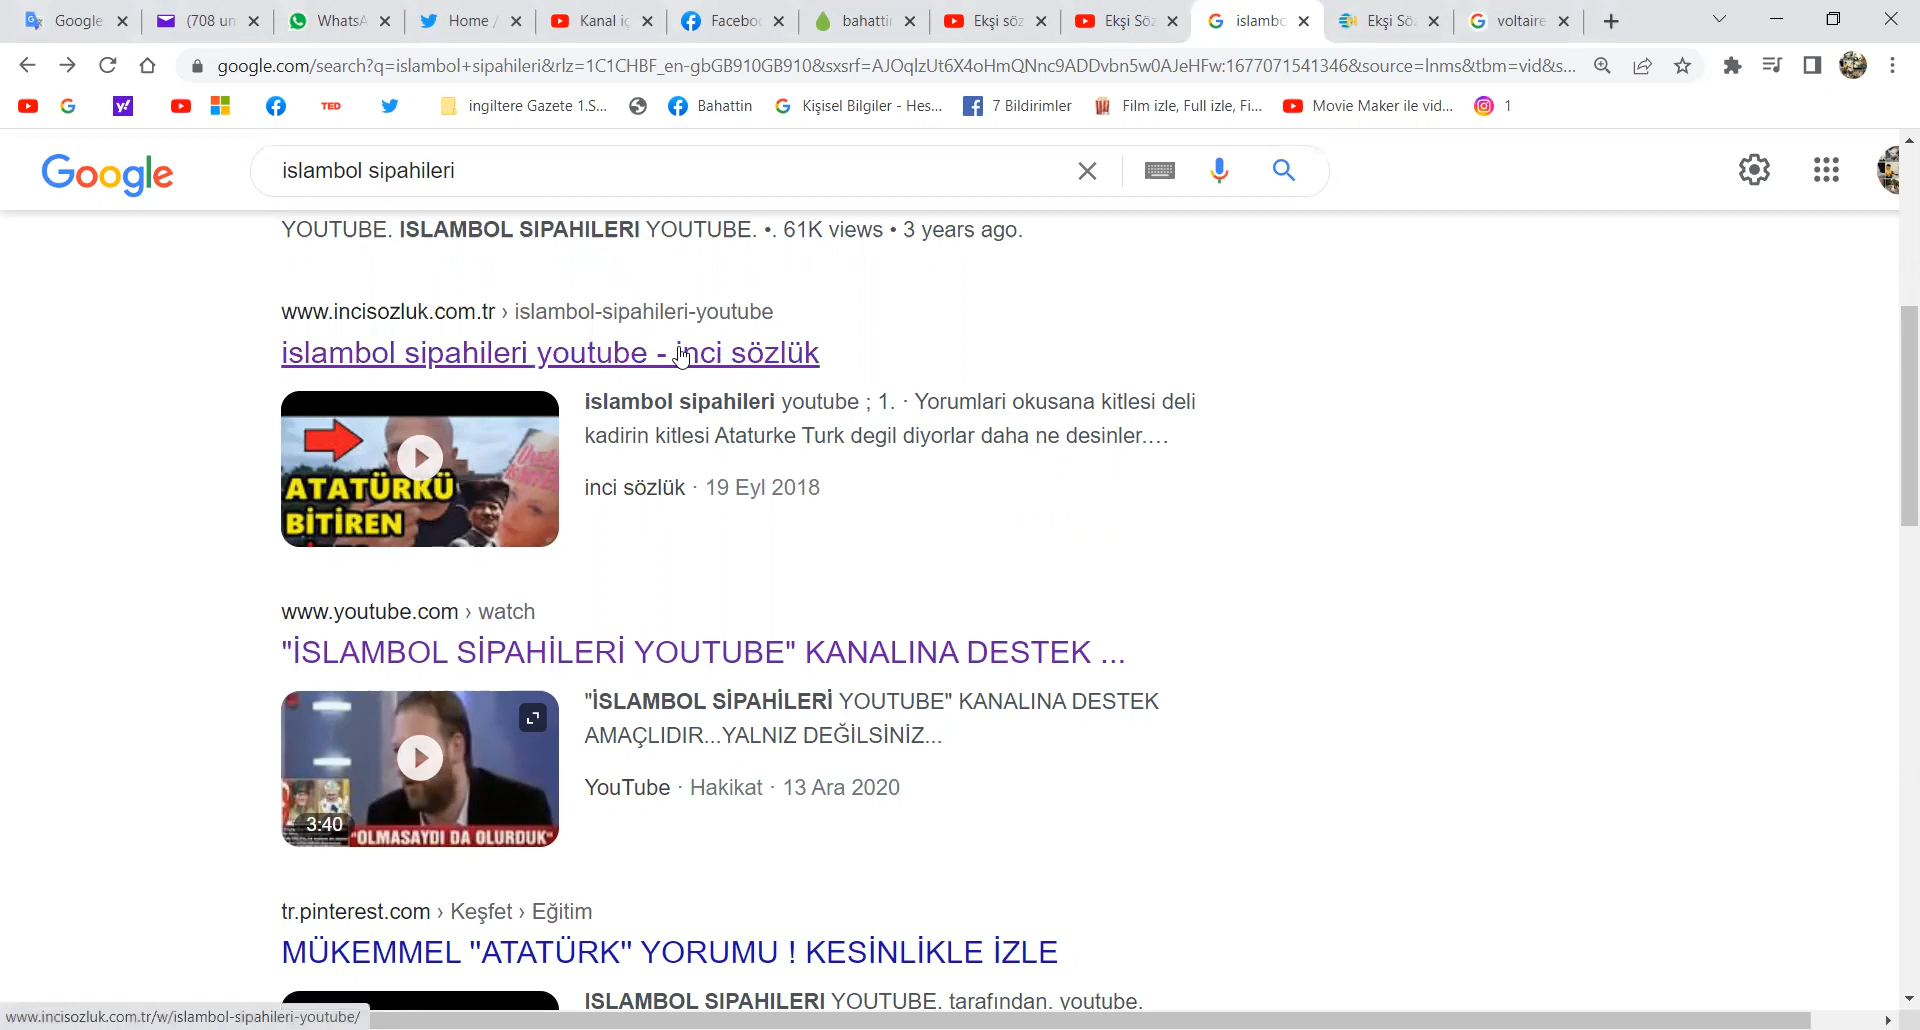 Google
(708 un
WhatsA
Home /
Kanal iç
Faceboo
bahattir
Ekşi söz
Ekşi Söz
islambo
Ekşi Sö
voltaire
google.com/search?q=islambol+sipahileri&rlz=1C1CHBF_en-gbGB910GB910&sxsrf=AJOqlzUt6X4oHmQNnc9ADDvbn5w0AJeHFw:1677071541346&source=lnms&tbm=vid&s...
TED
ingiltere Gazete 1.S...
Bahattin
Kişisel Bilgiler - Hes...
7 Bildirimler
Film izle, Full izle, Fi...
Movie Maker ile vid...
1
Google
islambol sipahileri
YOUTUBE. ISLAMBOL SIPAHILERI YOUTUBE. •. 61K views • 3 years ago.
www.incisozluk.com.tr › islambol-sipahileri-youtube
islambol sipahileri youtube - inci sözlük
islambol sipahileri youtube ; 1. · Yorumlari okusana kitlesi deli
kadirin kitlesi Ataturke Turk degil diyorlar daha ne desinler....
ATATÜRKÜ
BİTİREN
inci sözlük · 19 Eyl 2018
www.youtube.com › watch
"İSLAMBOL SİPAHİLERİ YOUTUBE" KANALINA DESTEK ...
"İSLAMBOL SİPAHİLERİ YOUTUBE" KANALINA DESTEK
AMAÇLIDIR...YALNIZ DEĞİLSİNİZ...
YouTube · Hakikat · 13 Ara 2020
3:40
"OLMASAYDI DA OLURDUK"
tr.pinterest.com › Keşfet › Eğitim
MÜKEMMEL "ATATÜRK" YORUMU ! KESİNLİKLE İZLE
ISLAMBOL SIPAHILERI YOUTUBE. tarafından. youtube.
www.incisozluk.com.tr/w/islambol-sipahileri-youtube/